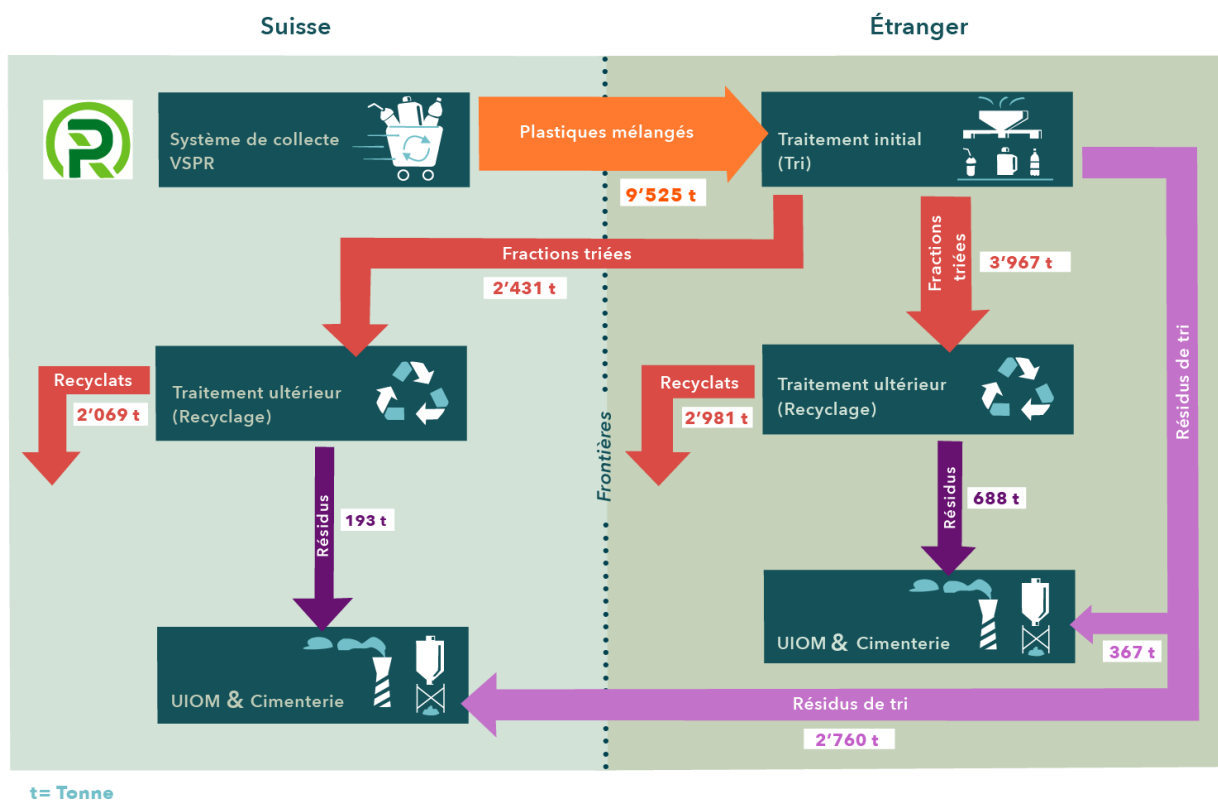 Suisse
Étranger
Système de collecte
VSPR
Plastiques mélangés
9’525 t
Traitement initial
(Tri)
Fractions triées
2’431 t
Fractions
triées
3’967 t
Résidus de tri
Recyclats
2’069 t
Traitement ultérieur
(Recyclage)
Frontières
Recyclats
2’981 t
Traitement ultérieur
(Recyclage)
Résidus
193 t
Résidus
688 t
UIOM & Cimenterie
367 t
UIOM & Cimenterie
Résidus de tri
2’760 t
t= Tonne